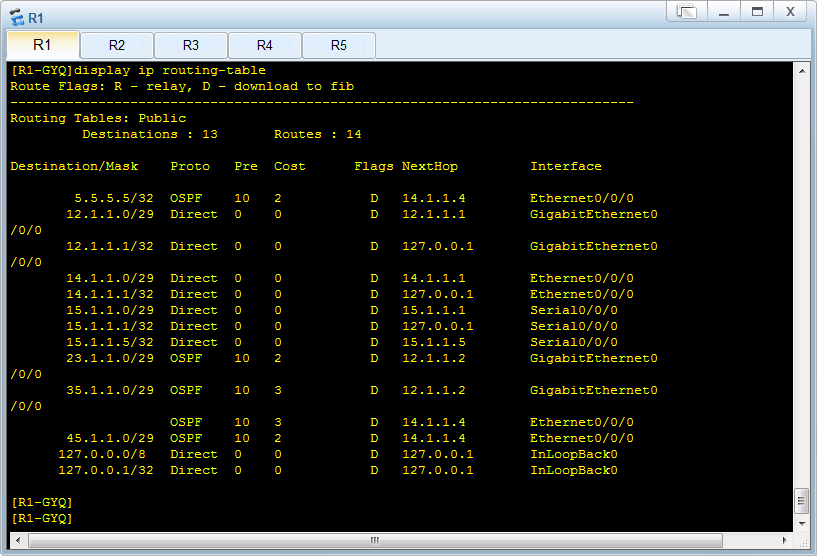 R1
R1 R2 R3 R4 R5
[R1-GYQ]display ip routing-table
Route Flags: R - relay, D - download to fib
------------------------------------------------------------------------------
Routing Tables: Public
         Destinations : 13       Routes : 14

Destination/Mask    Proto   Pre  Cost      Flags NextHop         Interface

        5.5.5.5/32  OSPF    10   2           D   14.1.1.4        Ethernet0/0/0
       12.1.1.0/29  Direct  0    0           D   12.1.1.1        GigabitEthernet0
/0/0
       12.1.1.1/32  Direct  0    0           D   127.0.0.1       GigabitEthernet0
/0/0
       14.1.1.0/29  Direct  0    0           D   14.1.1.1        Ethernet0/0/0
       14.1.1.1/32  Direct  0    0           D   127.0.0.1       Ethernet0/0/0
       15.1.1.0/29  Direct  0    0           D   15.1.1.1        Serial0/0/0
       15.1.1.1/32  Direct  0    0           D   127.0.0.1       Serial0/0/0
       15.1.1.5/32  Direct  0    0           D   15.1.1.5        Serial0/0/0
       23.1.1.0/29  OSPF    10   2           D   12.1.1.2        GigabitEthernet0
/0/0
       35.1.1.0/29  OSPF    10   3           D   12.1.1.2        GigabitEthernet0
/0/0
                    OSPF    10   3           D   14.1.1.4        Ethernet0/0/0
       45.1.1.0/29  OSPF    10   2           D   14.1.1.4        Ethernet0/0/0
      127.0.0.0/8   Direct  0    0           D   127.0.0.1       InLoopBack0
      127.0.0.1/32  Direct  0    0           D   127.0.0.1       InLoopBack0

[R1-GYQ]
[R1-GYQ]